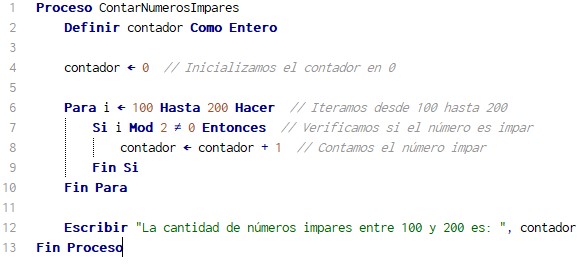 1 Proceso ContarNumerosImpares
2 Definir contador Como Entero
3
4 contador ← 0 // Inicializamos el contador en 0
5
6 Para i ← 100 Hasta 200 Hacer // Iteramos desde 100 hasta 200
7 Si i Mod 2 ≠ 0 Entonces // Verificamos si el número es impar
8 contador ← contador + 1 // Contamos el número impar
9 Fin Si
10 Fin Para
11
12 Escribir "La cantidad de números impares entre 100 y 200 es: ", contador
13 Fin Proceso